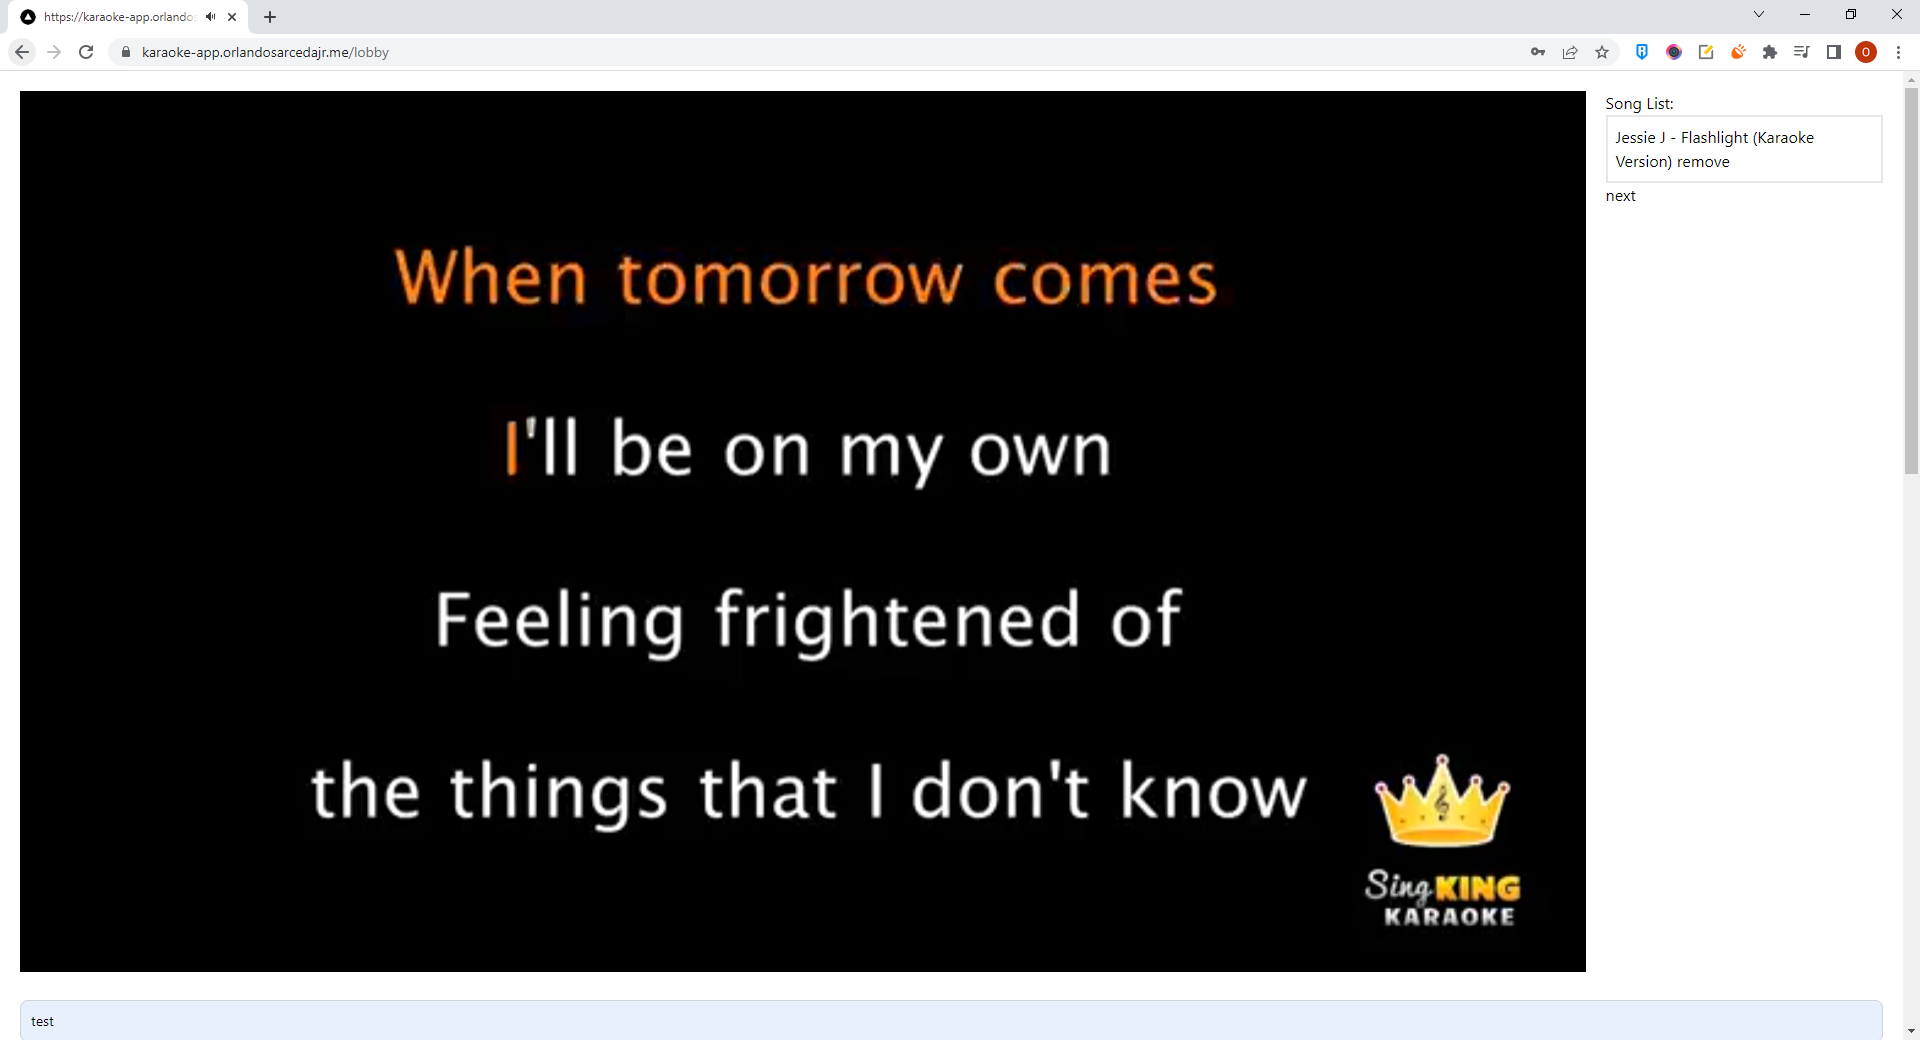 https://karaoke-app.orlandos
karaoke-app.orlandosarcedajr.me/lobby
O
Song List:
Jessie J - Flashlight (Karaoke
Version) remove
next
When tomorrow comes
I'll be on my own
Feeling frightened of
the things that I don't know
Sing KING
KARAOKE
test